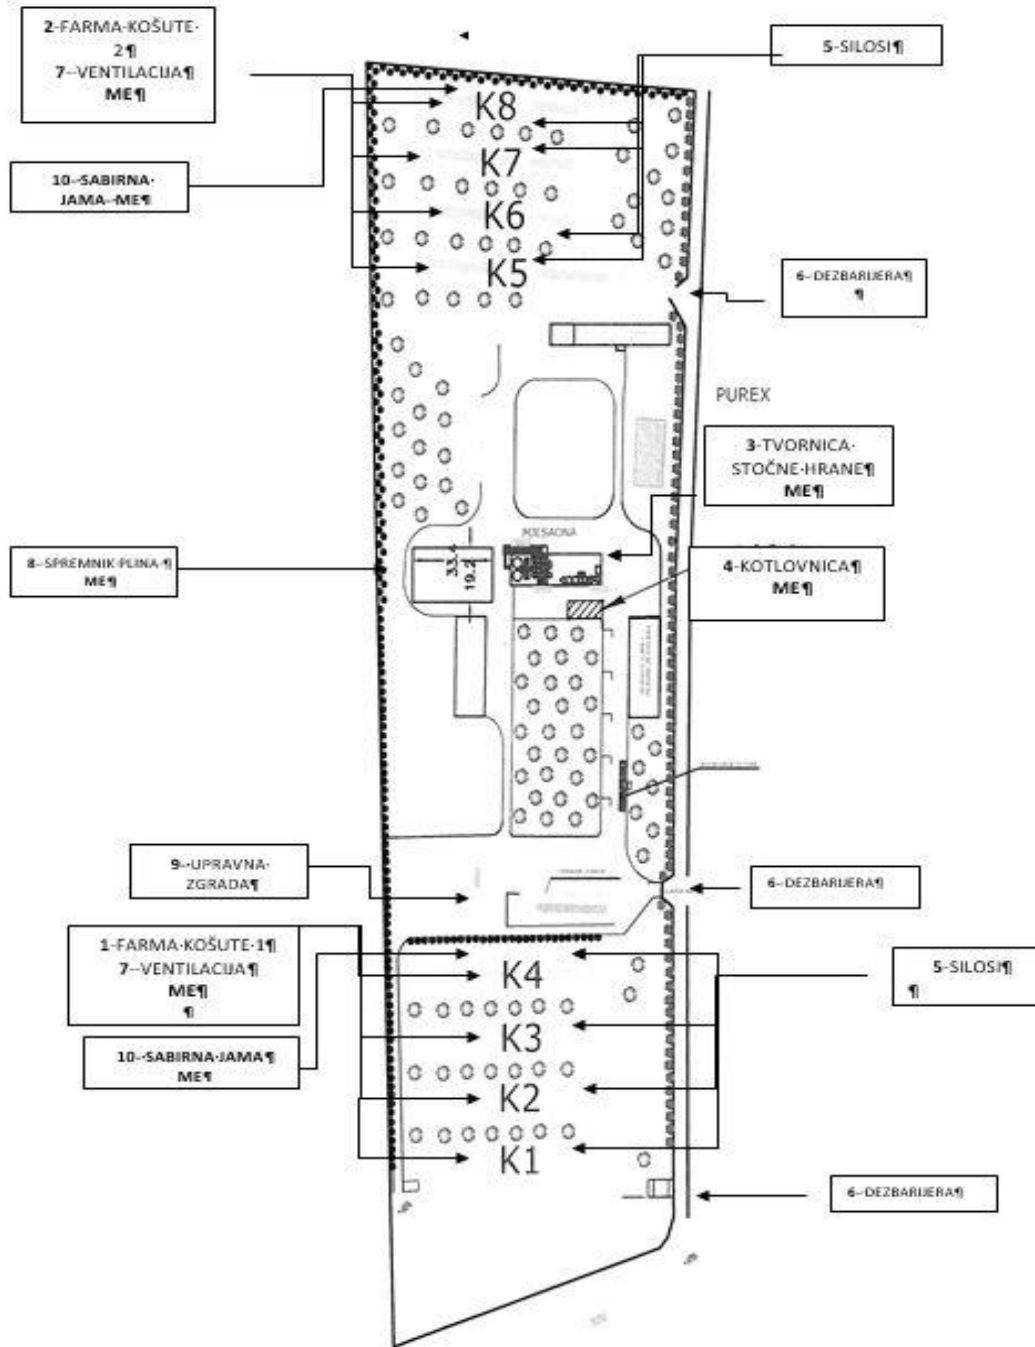 2-FARMA·KOŠUTE·
2¶
7--VENTILACIJA¶
ME¶
5-SILOSI¶
K8
10--SABIRNA·
JAMA--ME¶
K7
K6
K5
6--DEZBARIJERA¶
¶
PUREX
3-TVORNICA·
STOČNE·HRANE¶
ME¶
MJEŠAONA
8--SPREMNIK·PLINA·¶
ME¶
33.4
19.2
4-KOTLOVNICA¶
ME¶
9--UPRAVNA·
ZGRADA¶
6--DEZBARIJERA¶
1-FARMA·KOŠUTE·1¶
7--VENTILACIJA¶
ME¶
¶
K4
5-SILOSI¶
¶
K3
10--SABIRNA·JAMA¶
ME¶
K2
K1
6--DEZBARIJERA¶